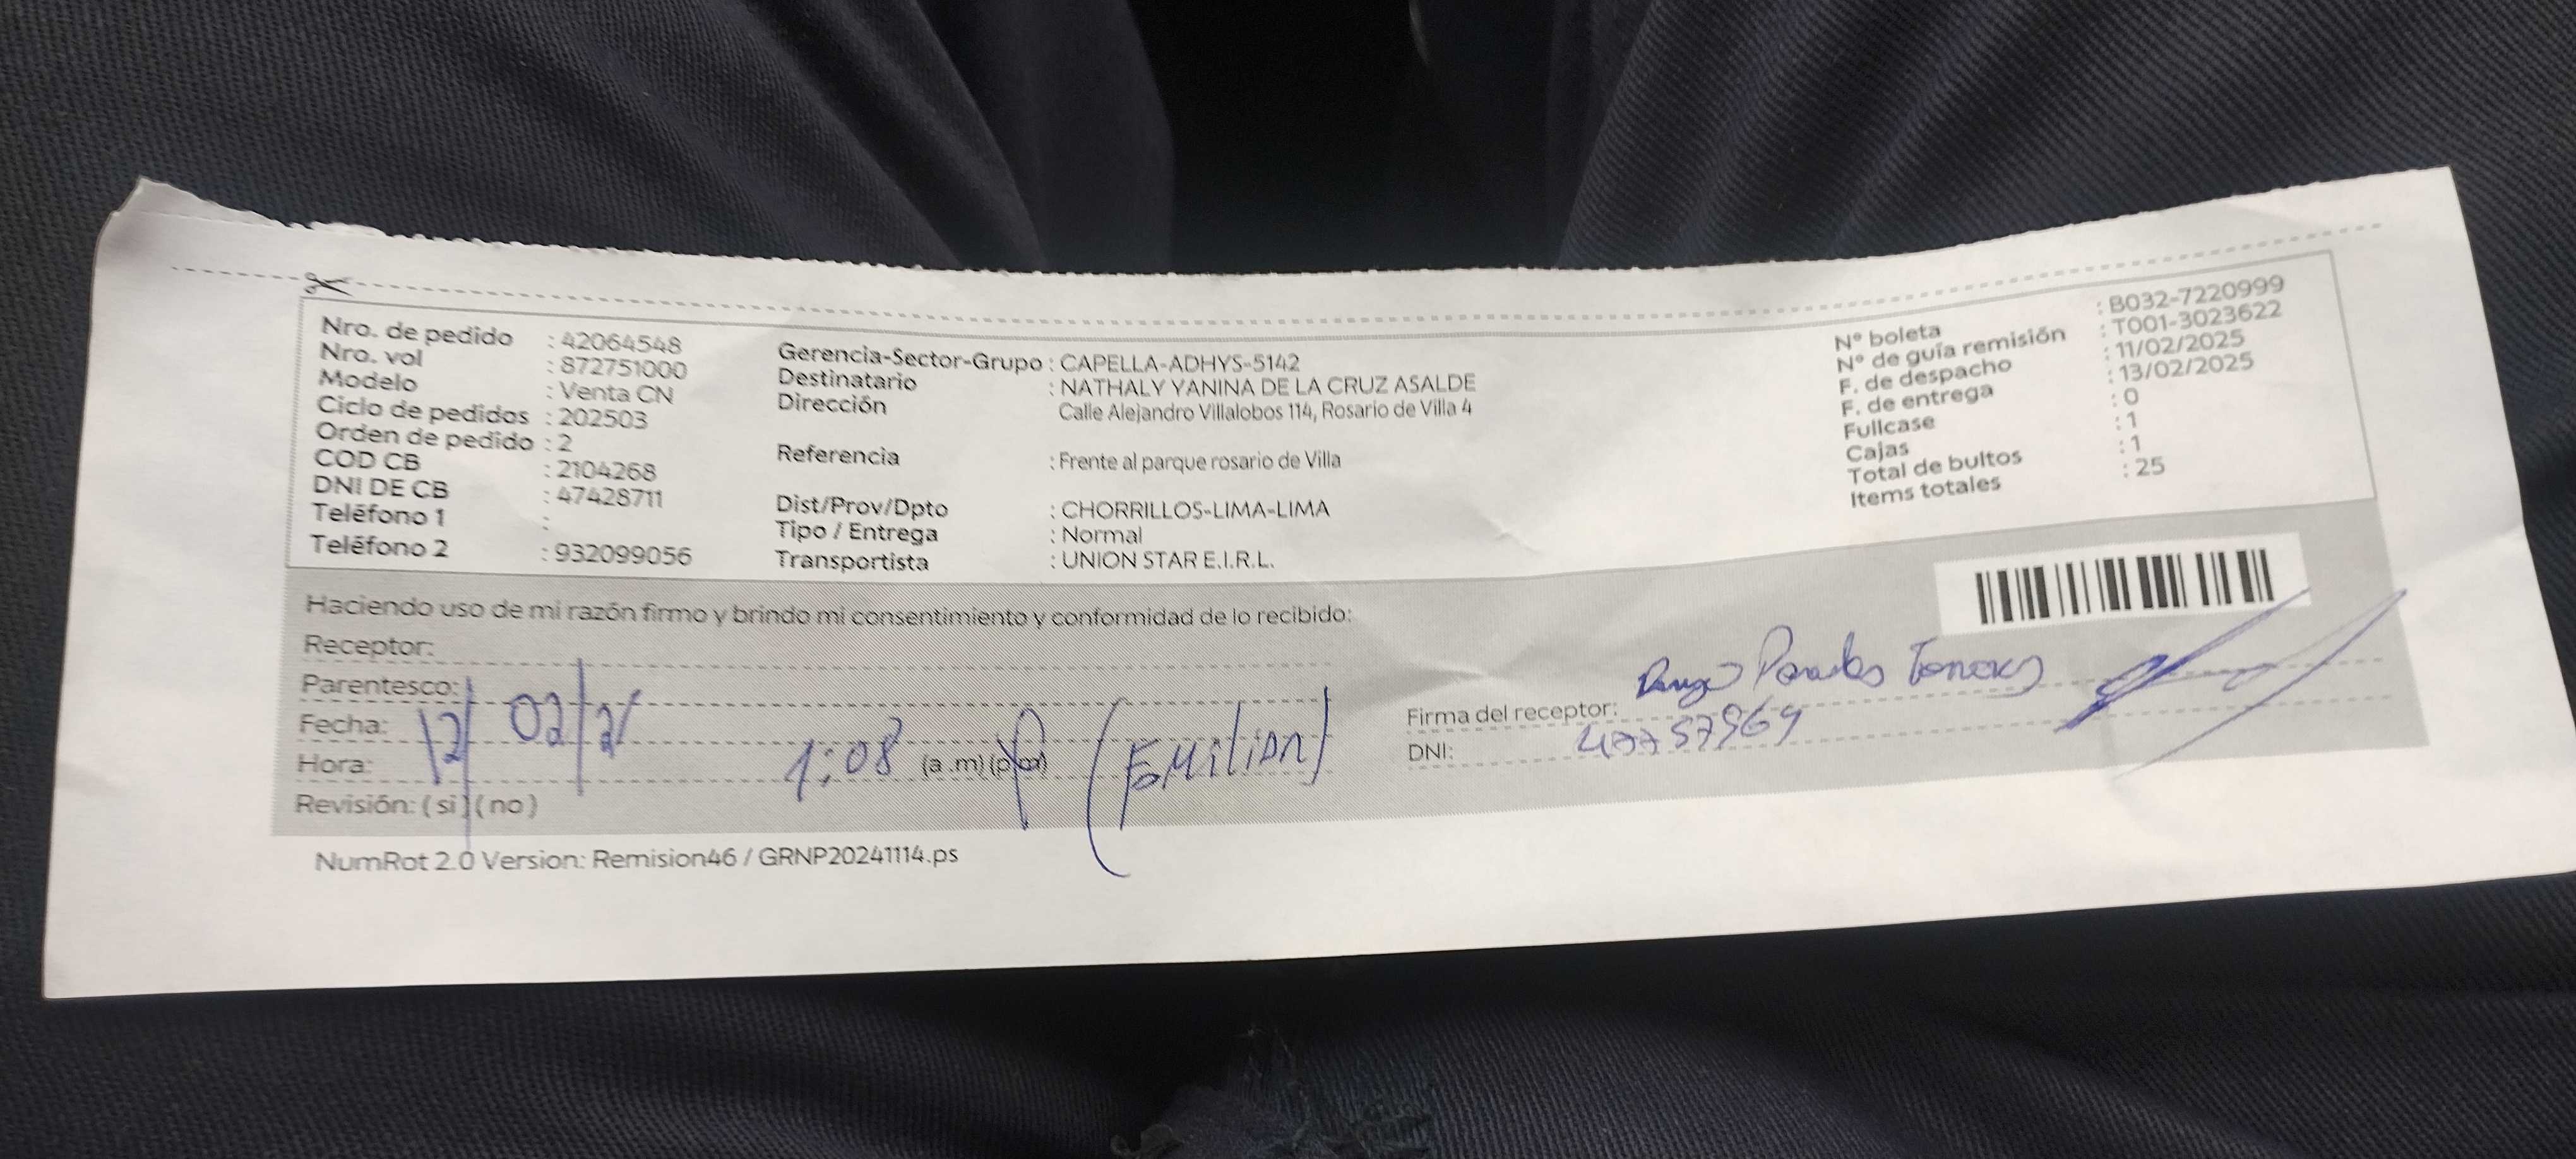 Nro. de pedido : 42064548
Nro. vol : 872751000
Modelo : Venta CN
Ciclo de pedidos : 202503
Orden de pedido : 2
COD CB : 2104268
DNI DE CB : 47428711
Teléfono 1 :
Teléfono 2 : 932099056
Gerencia-Sector-Grupo : CAPELLA-ADHYS-5142
Destinatario : NATHALY YANINA DE LA CRUZ ASALDE
Dirección Calle Alejandro Villalobos 114, Rosario de Villa 4
Referencia : Frente al parque rosario de Villa
Dist/Prov/Dpto : CHORRILLOS-LIMA-LIMA
Tipo / Entrega : Normal
Transportista : UNION STAR E.I.R.L.
N° boleta : B032-7220999
N° de guía remisión : T001-3023622
F. de despacho : 11/02/2025
F. de entrega : 13/02/2025
Fullcase : 0
Cajas : 1
Total de bultos : 1
Items totales : 25
Haciendo uso de mi razón firmo y brindo mi consentimiento y conformidad de lo recibido:
Receptor:
Parentesco:
Fecha: 12/02/
Hora: 1:08 (a .m) (p
Revisión: ( si ) ( no )
Firma del receptor:
DNI:
NumRot 2.0 Version: Remision46 / GRNP20241114.ps